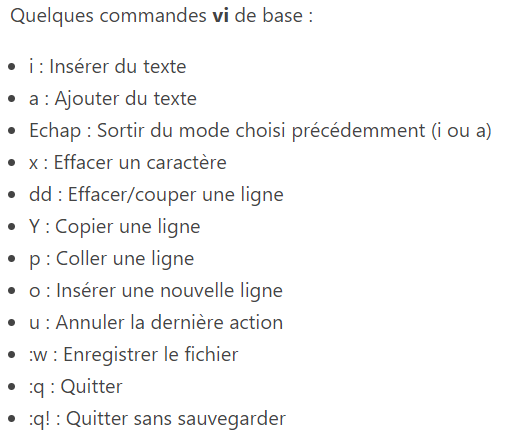 Quelques commandes vi de base :
• i : Insérer du texte
• a : Ajouter du texte
• Echap : Sortir du mode choisi précédemment (i ou a)
• x : Effacer un caractère
• dd : Effacer/couper une ligne
• Y : Copier une ligne
• p : Coller une ligne
• o : Insérer une nouvelle ligne
• u : Annuler la dernière action
• :w : Enregistrer le fichier
• :q : Quitter
• :q! : Quitter sans sauvegarder